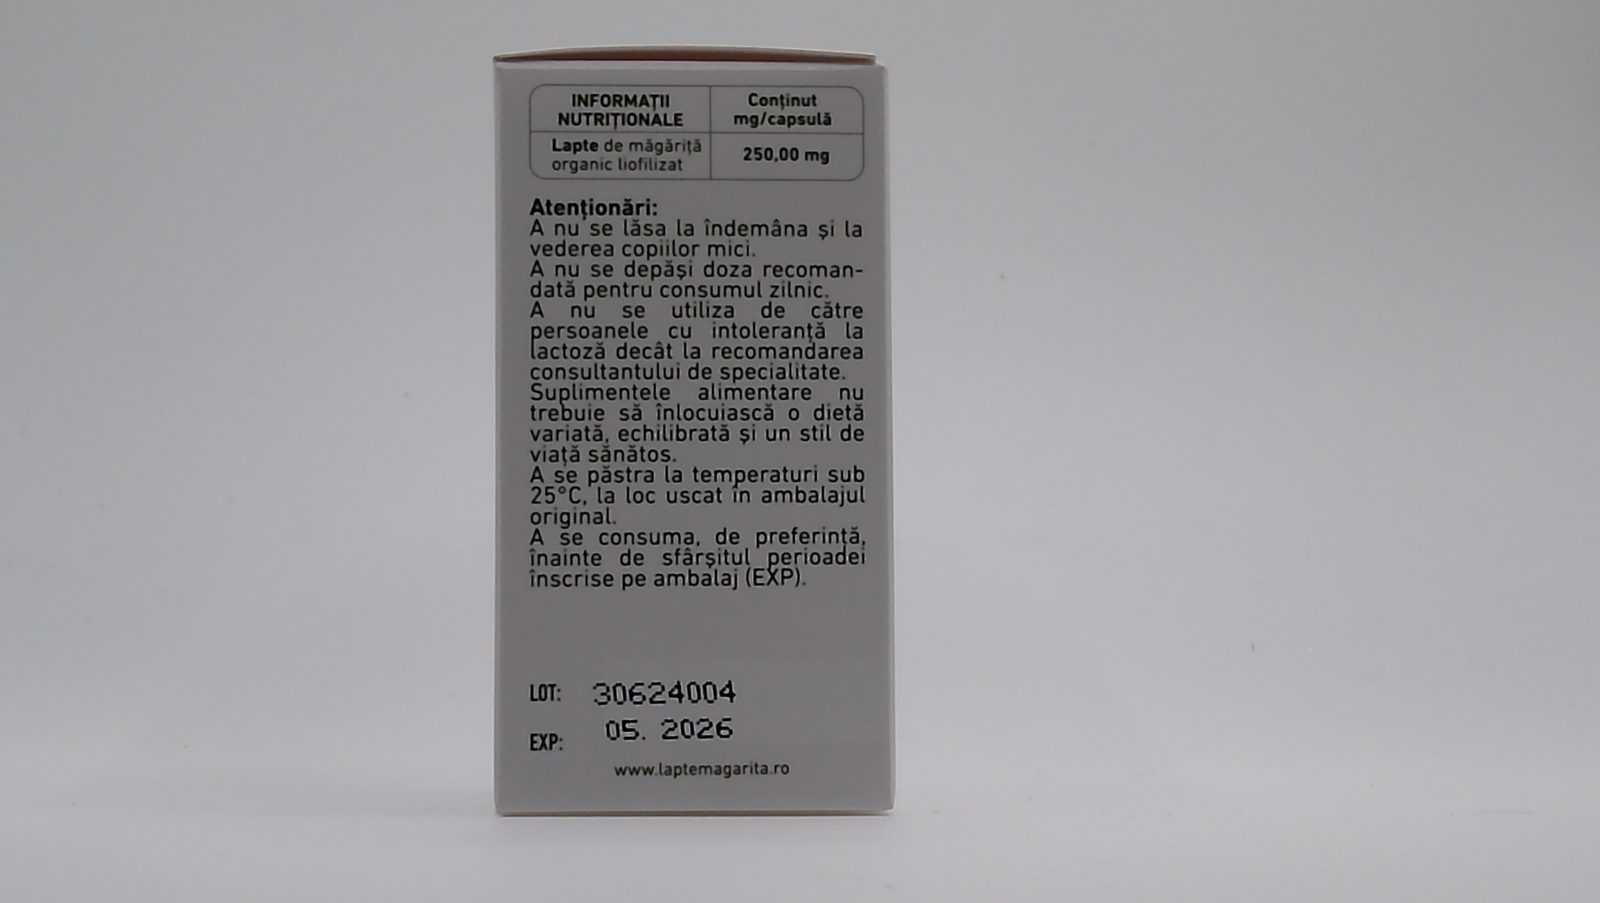 INFORMAȚII
NUTRIȚIONALE
Conținut
mg/capsulă
Lapte de măgăriță
organic liofilizat
250,00 mg
Atenționări:
A nu se lăsa la îndemâna și la
vederea copiilor mici.
A nu se depăși doza recoman-
dată pentru consumul zilnic.
A nu se utiliza de către
persoanele cu intoleranță la
lactoză decât la recomandarea
consultantului de specialitate.
Suplimentele alimentare nu
trebuie să înlocuiască o dietă
variată, echilibrată și un stil de
viață sănătos.
A se păstra la temperaturi sub
25°C, la loc uscat în ambalajul
original.
A se consuma, de preferință,
înainte de sfârșitul perioadei
înscrise pe ambalaj (EXP).
LOT: 30624004
EXP: 05. 2026
www.laptemagarita.ro